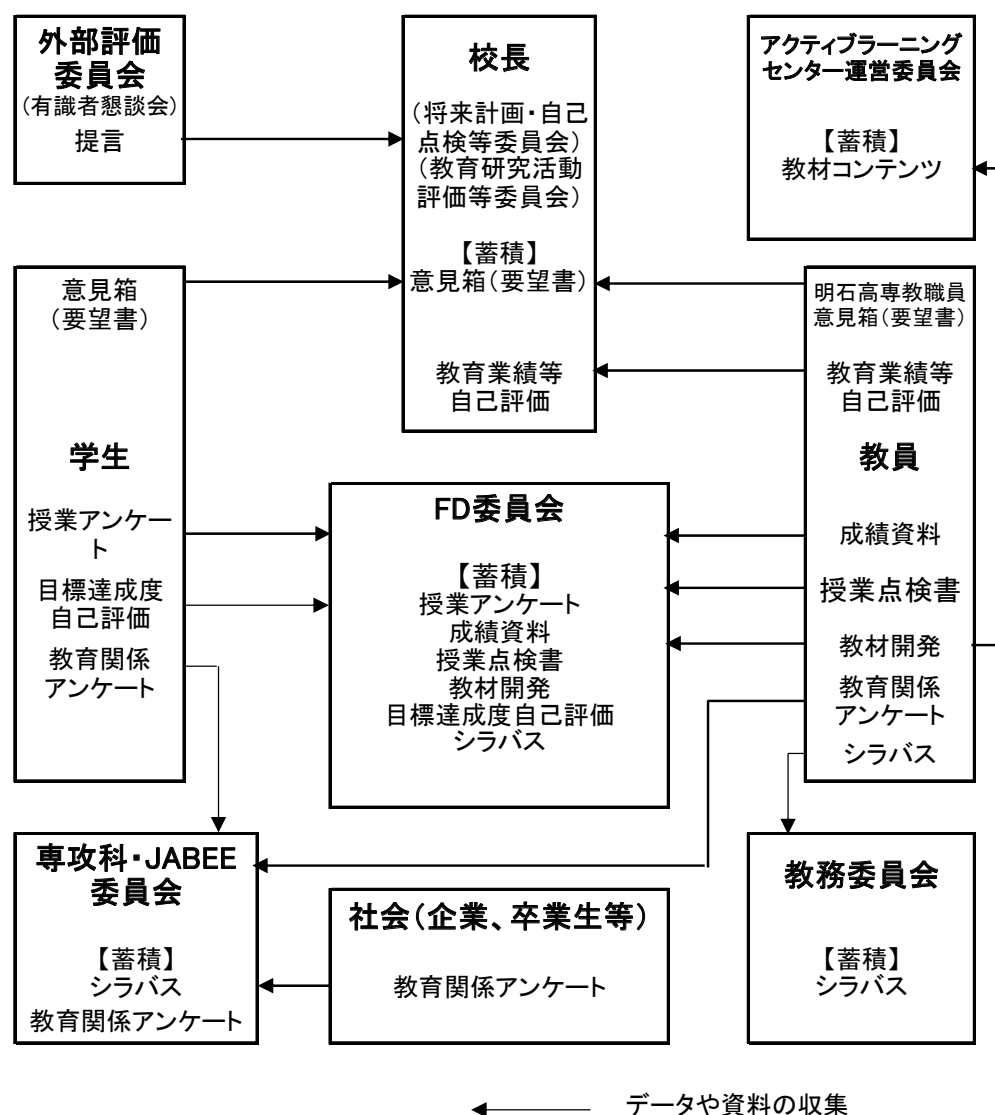 外部評価
委員会
(有識者懇談会)
提言
校長
(将来計画・自己
点検等委員会)
(教育研究活動
評価等委員会)
【蓄積】
意見箱(要望書)
教育業績等
自己評価
アクティブラーニング
センター運営委員会
【蓄積】
教材コンテンツ
意見箱
(要望書)
学生
授業アンケー
ト
目標達成度
自己評価
教育関係
アンケート
FD委員会
【蓄積】
授業アンケート
成績資料
授業点検書
教材開発
目標達成度自己評価
シラバス
明石高専教職員
意見箱(要望書)
教育業績等
自己評価
教員
成績資料
授業点検書
教材開発
教育関係
アンケート
シラバス
専攻科・JABEE
委員会
【蓄積】
シラバス
教育関係アンケート
社会(企業、卒業生等)
教育関係アンケート
教務委員会
【蓄積】
シラバス
データや資料の収集